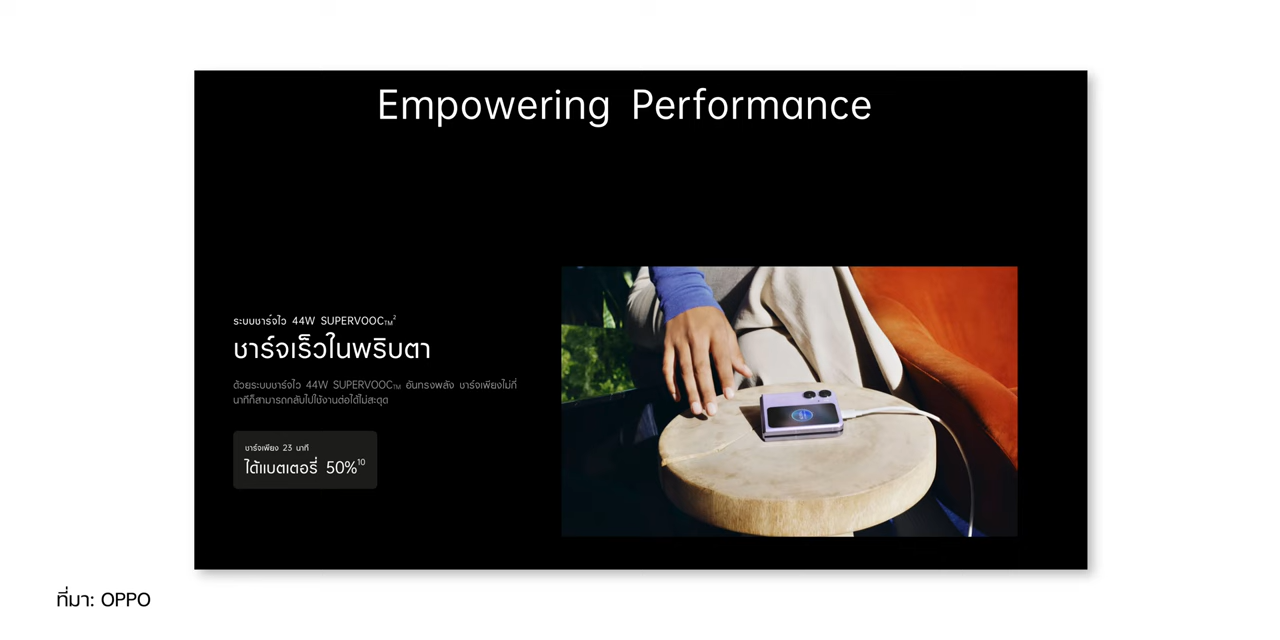 Empowering Performance
ระบบชาร์จไว 44W SUPERVOOC™²
ชาร์จเร็วในพริบตา
ด้วยระบบชาร์จไว 44W SUPERVOOC™ อันทรงพลัง ชาร์จเพียงไม่กี่
นาทีก็สามารถกลับไปใช้งานต่อได้ไม่สะดุด
ชาร์จเพียง 23 นาที
ได้แบตเตอรี่ 50%¹⁰
ที่มา: OPPO